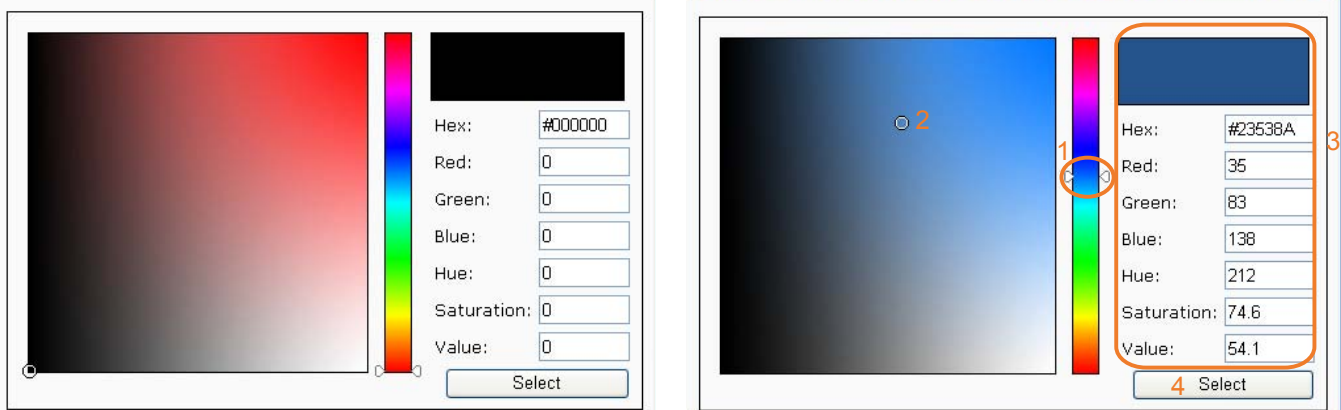 Hex: #000000
Red: 0
Green: 0
Blue: 0
Hue: 0
Saturation: 0
Value: 0
Select
2
1
3
Hex: #23538A
Red: 35
Green: 83
Blue: 138
Hue: 212
Saturation: 74.6
Value: 54.1
4 Select